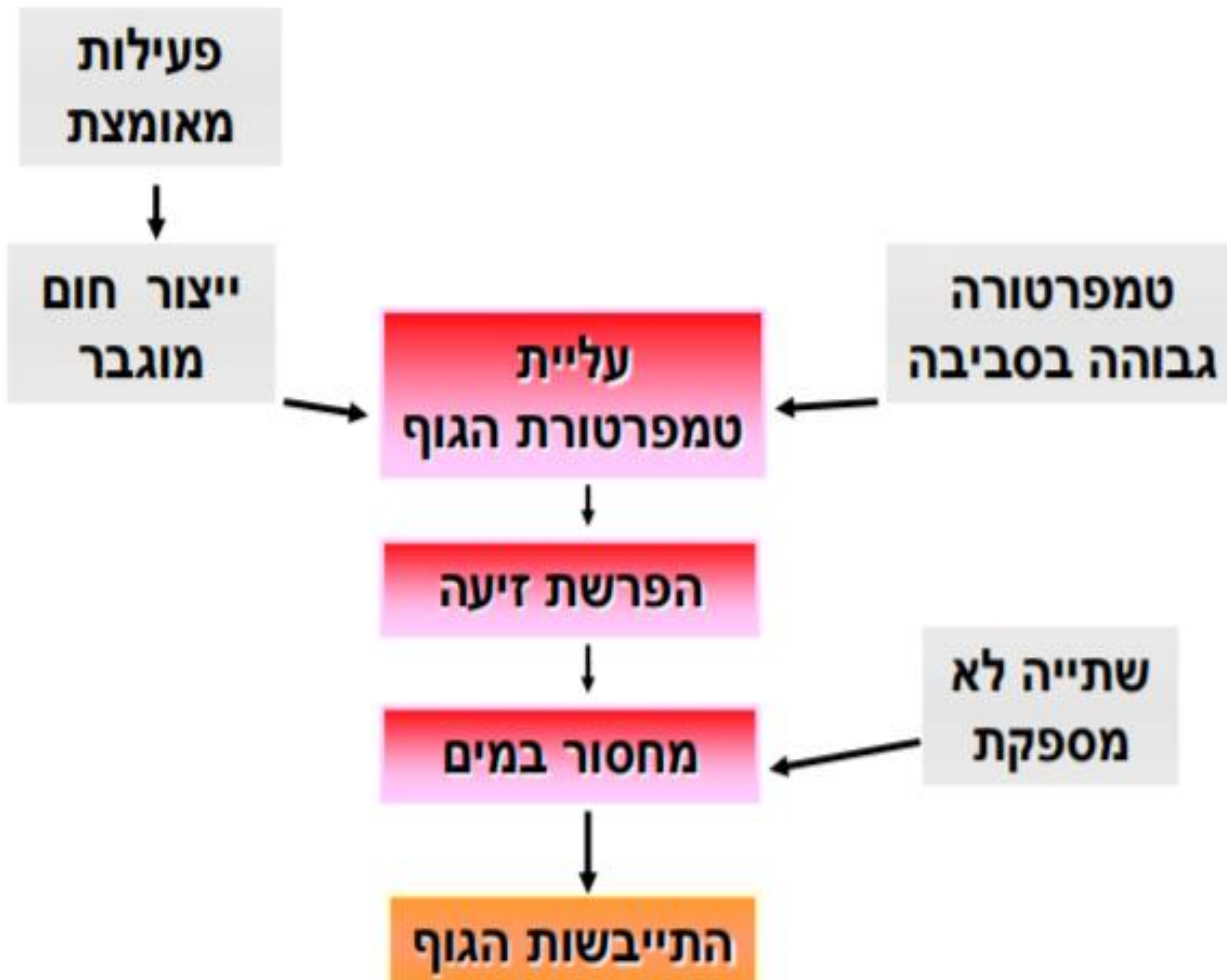 פעילות
מאומצת
ייצור חום
מוגבר
טמפרטורה
גבוהה בסביבה
עליית
טמפרטורת הגוף
הפרשת זיעה
שתייה לא
מספקת
מחסור במים
התייבשות הגוף